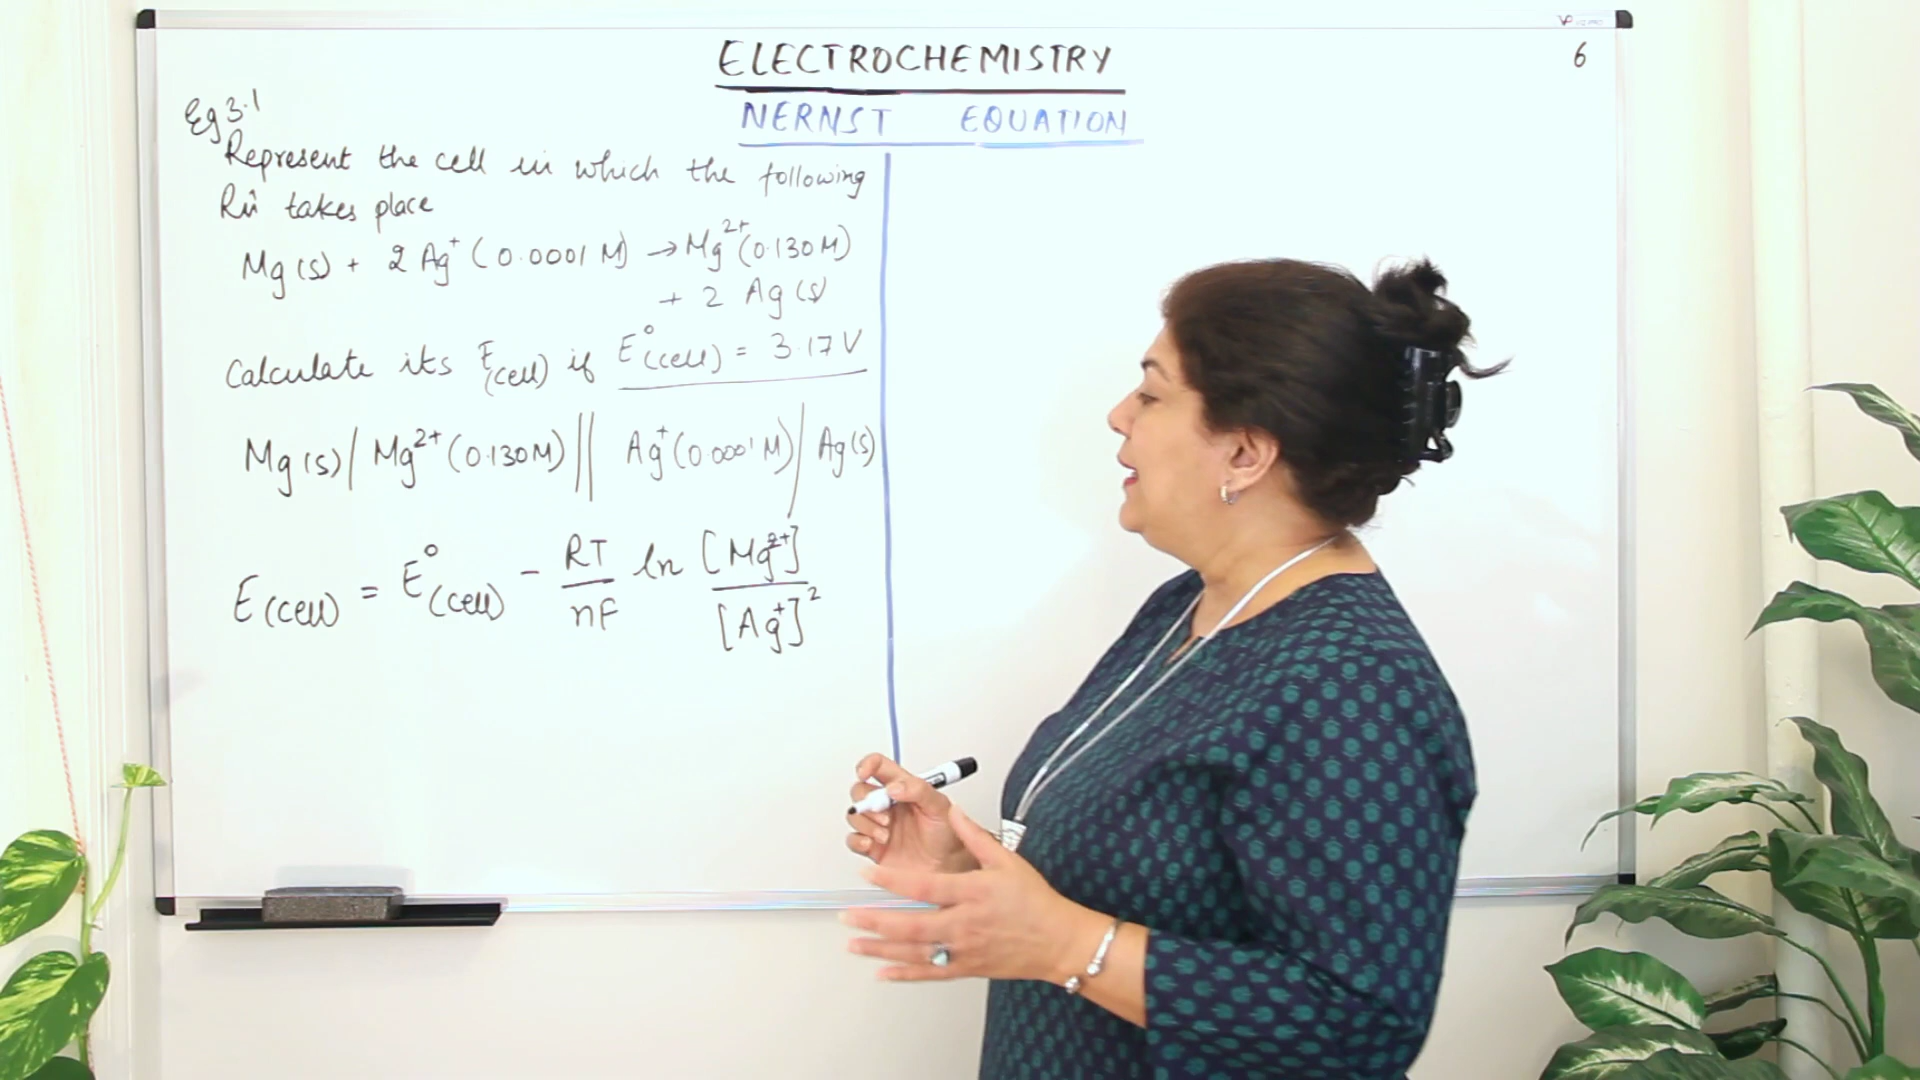 ELECTROCHEMISTRY
6
NERNST EQUATION
Eg 3.1
Represent the cell in which the following
Rxn takes place
Mg(s) + 2 Ag⁺ (0.0001 M) → Mg²⁺ (0.130 M)
+ 2 Ag(s)
Calculate its E(cell) if E°(cell) = 3.17 V
Mg(s) / Mg²⁺ (0.130 M) || Ag⁺ (0.0001 M) / Ag(s)
E(cell) = E°(cell) - RT/nF ln [Mg²⁺]/[Ag⁺]²